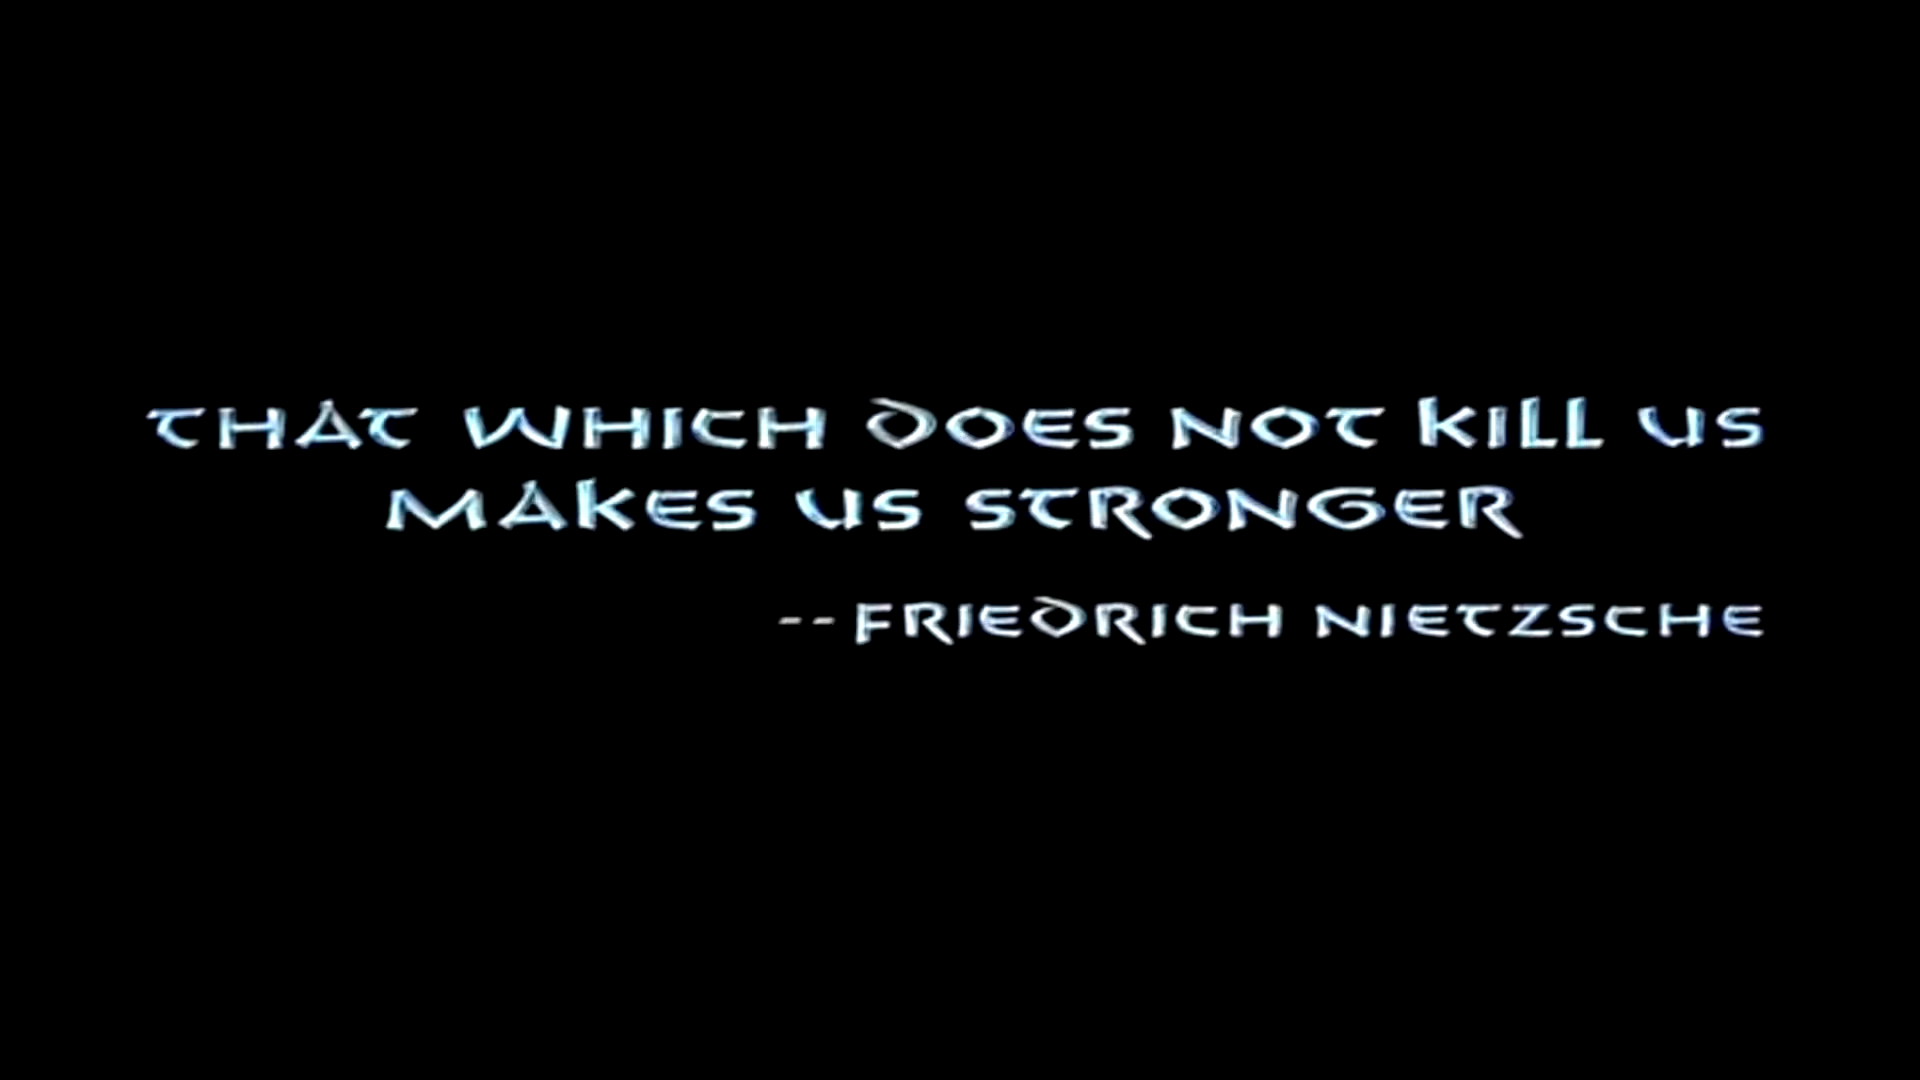 THAT WHICH DOES NOT KILL US
MAKES US STRONGER
--FRIEDRICH NIETZSCHE